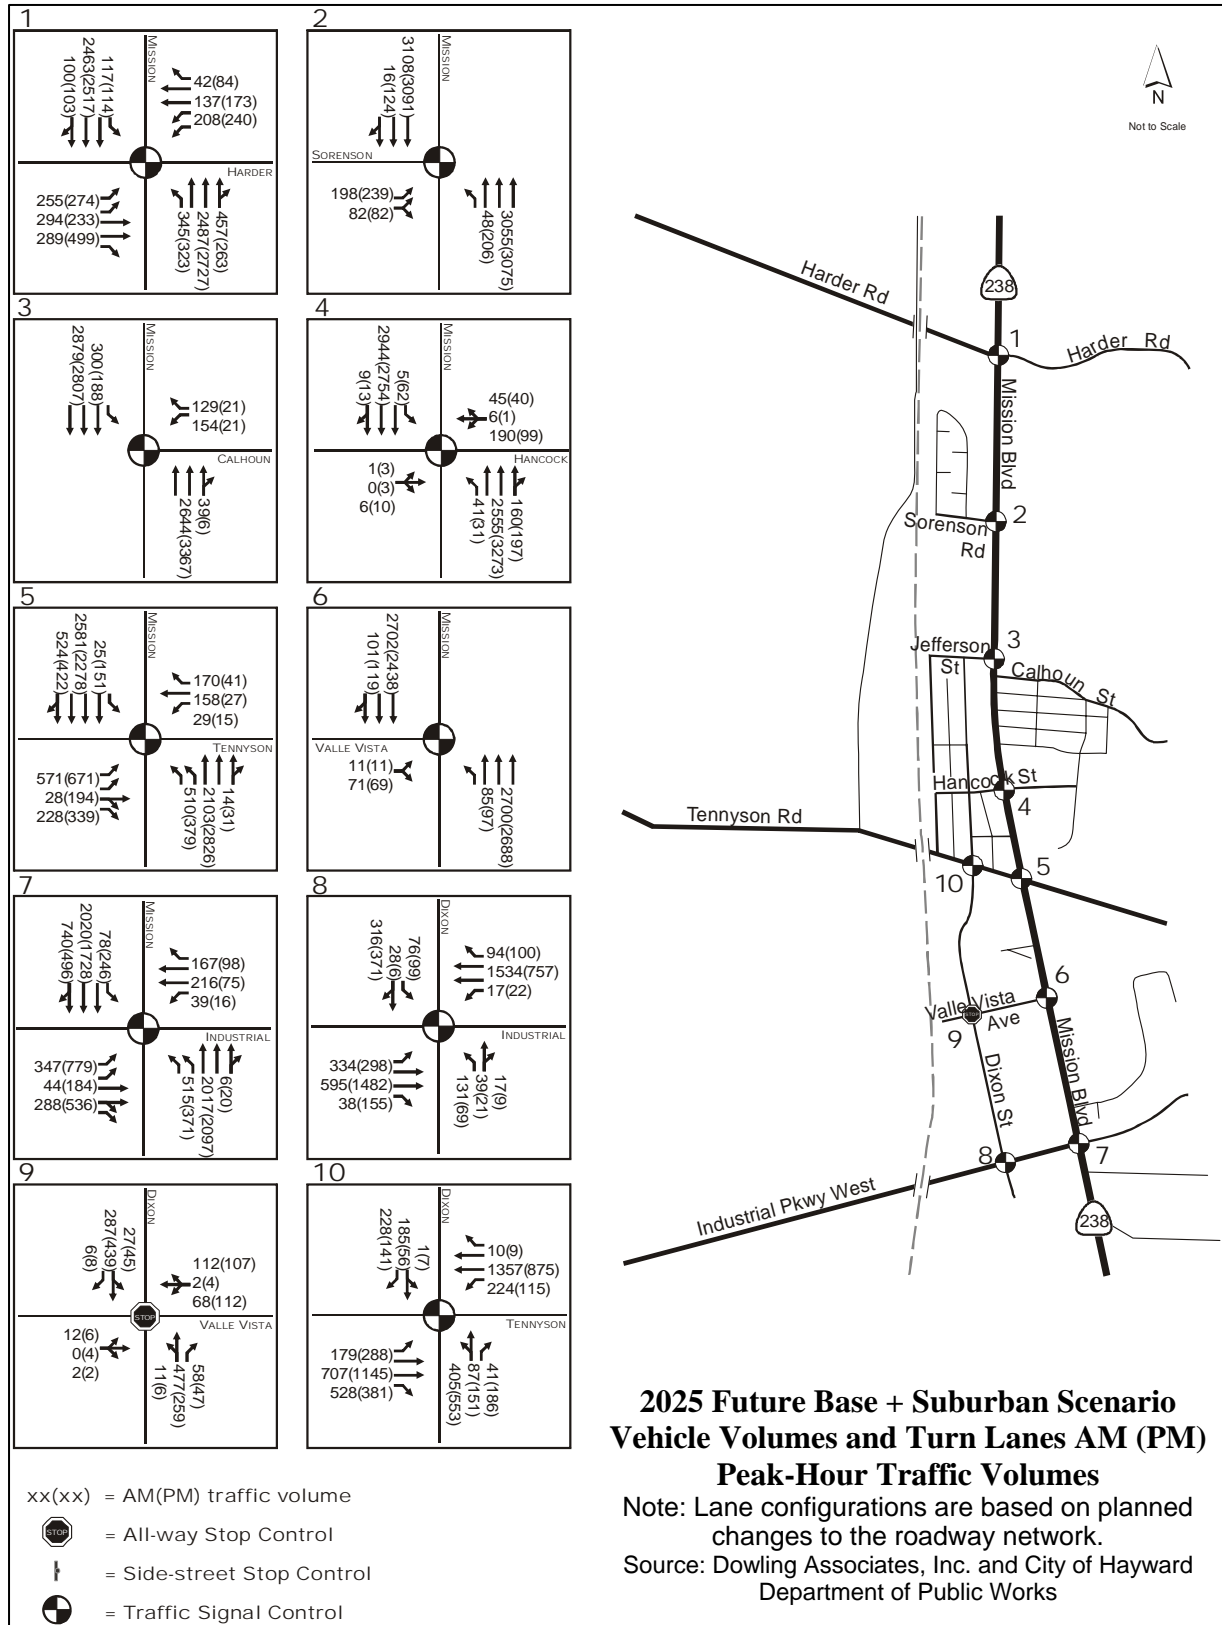 1
MISSION
100(103)
2463(2517)
117(114)
42(84)
137(173)
208(240)
HARDER
255(274)
294(233)
289(499)
345(323)
2487(2727)
457(263)
2
MISSION
16(124)
3108(3091)
SORENSON
198(239)
82(82)
48(206)
3055(3075)
3
MISSION
2879(2807)
300(188)
129(21)
154(21)
CALHOUN
2644(3367)
39(6)
4
MISSION
9(13)
2944(2754)
5(62)
45(40)
6(1)
190(99)
HANCOCK
1(3)
0(3)
6(10)
41(31)
2555(3273)
160(197)
5
MISSION
524(422)
2581(2278)
25(151)
170(41)
158(27)
29(15)
TENNYSON
571(671)
28(194)
228(339)
510(379)
2103(2826)
14(31)
6
MISSION
101(119)
2702(2438)
VALLE VISTA
11(11)
71(69)
85(97)
2700(2688)
7
MISSION
740(496)
2020(1728)
78(246)
167(98)
216(75)
39(16)
INDUSTRIAL
347(779)
44(184)
288(536)
515(371)
2017(2097)
6(20)
8
DIXON
316(371)
28(6)
76(99)
94(100)
1534(757)
17(22)
INDUSTRIAL
334(298)
595(1482)
38(155)
131(69)
39(21)
17(9)
9
DIXON
6(8)
287(439)
27(45)
112(107)
2(4)
68(112)
STOP
VALLE VISTA
12(6)
0(4)
2(2)
11(6)
477(259)
58(47)
10
DIXON
228(141)
185(56)
1(7)
10(9)
1357(875)
224(115)
TENNYSON
179(288)
707(1145)
528(381)
405(553)
87(151)
41(186)
xx(xx) = AM(PM) traffic volume
STOP = All-way Stop Control
= Side-street Stop Control
= Traffic Signal Control
N
Not to Scale
238
Harder Rd
1
Harder Rd
Mission Blvd
Sorenson
Rd
2
Jefferson
St
3
Calhoun St
Hancock St
4
Tennyson Rd
10
5
6
Valle Vista
Ave
STOP
9
Dixon St
Mission Blvd
8
7
Industrial Pkwy West
238
2025 Future Base + Suburban Scenario
Vehicle Volumes and Turn Lanes AM (PM)
Peak-Hour Traffic Volumes
Note: Lane configurations are based on planned
changes to the roadway network.
Source: Dowling Associates, Inc. and City of Hayward
Department of Public Works